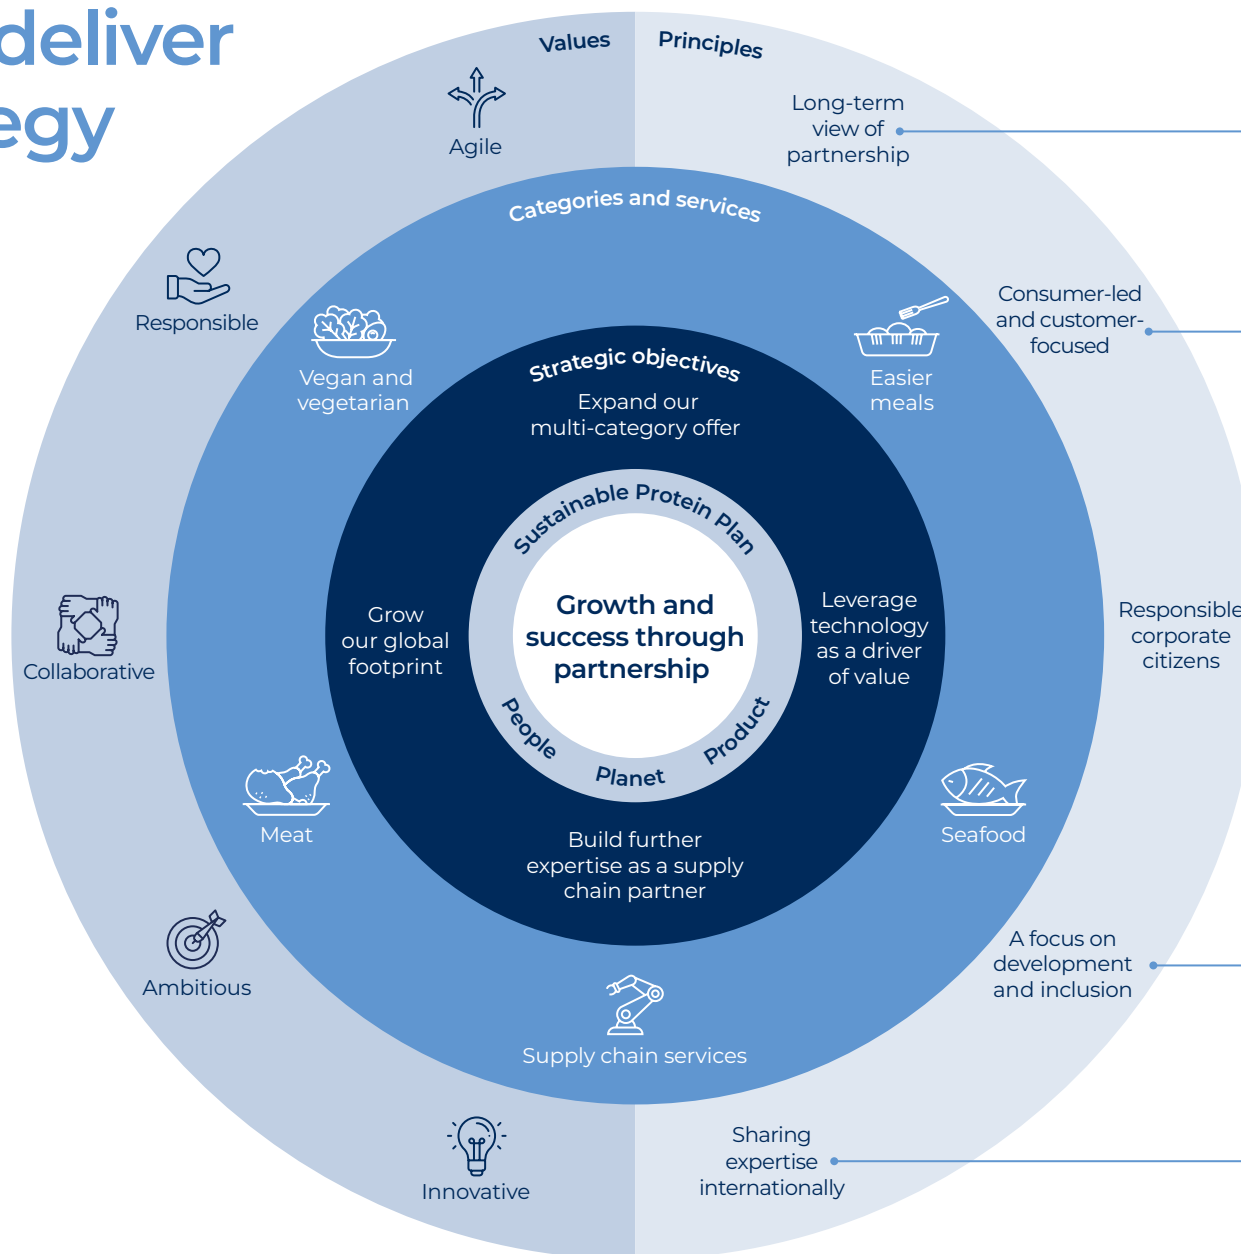 deliver
egy
Values
Principles
Agile
Long-term
view of
partnership
Categories and services
Responsible
Consumer-led
and customer-
focused
Vegan and
vegetarian
Easier
meals
Strategic objectives
Expand our
multi-category offer
Sustainable Protein Plan
Growth and
success through
partnership
Grow
our global
footprint
Leverage
technology
as a driver
of value
Collaborative
Responsible
corporate
citizens
People
Planet
Product
Meat
Seafood
Build further
expertise as a supply
chain partner
Ambitious
A focus on
development
and inclusion
Supply chain services
Innovative
Sharing
expertise
internationally